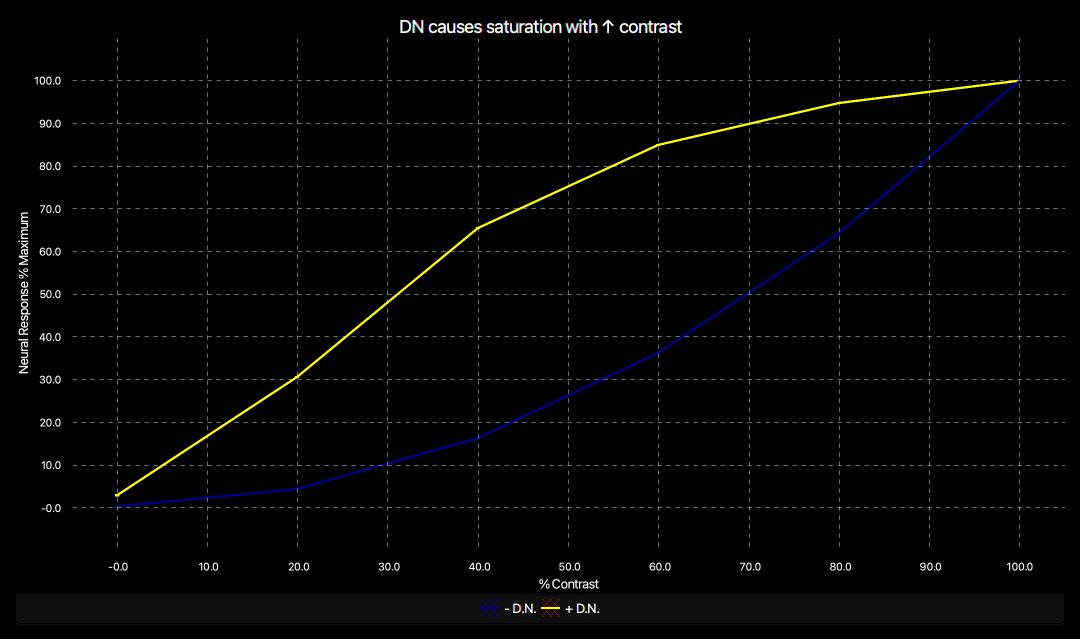 DN causes saturation with ↑ contrast
Neural Response % Maximum
100.0
90.0
80.0
70.0
60.0
50.0
40.0
30.0
20.0
10.0
-0.0
-0.0 10.0 20.0 30.0 40.0 50.0 60.0 70.0 80.0 90.0 100.0
% Contrast
- D.N. + D.N.